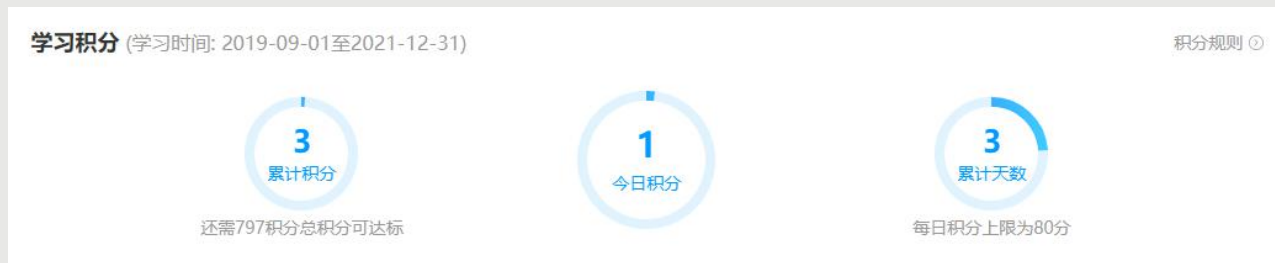 学习积分 (学习时间: 2019-09-01至2021-12-31)
积分规则
3
累计积分
还需797积分总积分可达标
1
今日积分
3
累计天数
每日积分上限为80分